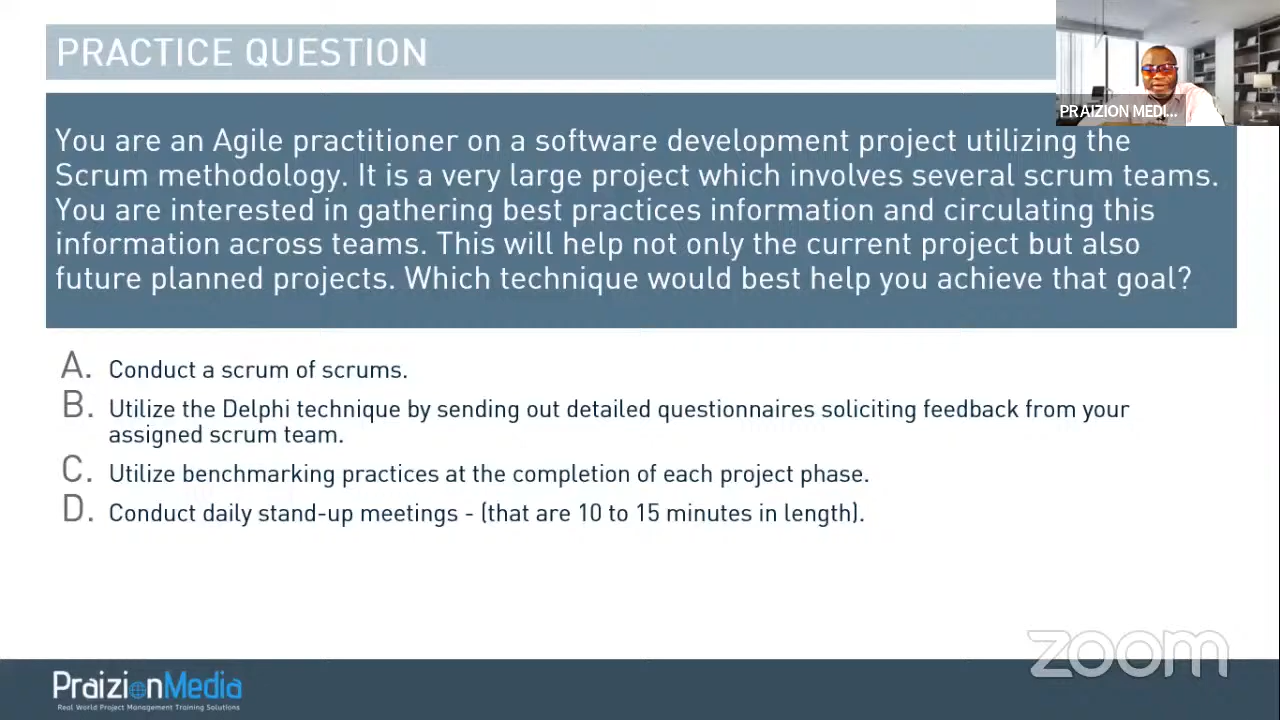 PRACTICE QUESTION
PRAIZION MEDI...
You are an Agile practitioner on a software development project utilizing the
Scrum methodology. It is a very large project which involves several scrum teams.
You are interested in gathering best practices information and circulating this
information across teams. This will help not only the current project but also
future planned projects. Which technique would best help you achieve that goal?
A. Conduct a scrum of scrums.
B. Utilize the Delphi technique by sending out detailed questionnaires soliciting feedback from your
assigned scrum team.
C. Utilize benchmarking practices at the completion of each project phase.
D. Conduct daily stand-up meetings - (that are 10 to 15 minutes in length).
zoom
PraizionMedia
Real World Project Management Training Solutions